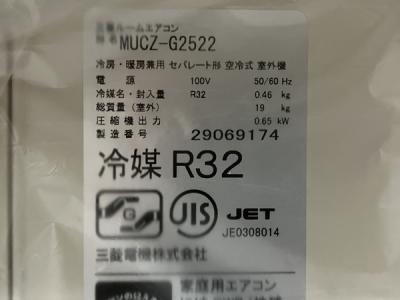 三菱ルームエアコン
形名 MUCZ-G2522
冷房・暖房兼用 セパレート形 空冷式 室外機
電源 100V 50/60 Hz
冷媒名・封入量 R32 0.46 kg
総質量（室外） 19 kg
圧縮機出力 0.65 kW
製造番号 29069174
冷媒 R32
G JIS JET
JE0308014
三菱電機株式会社
家庭用エアコン